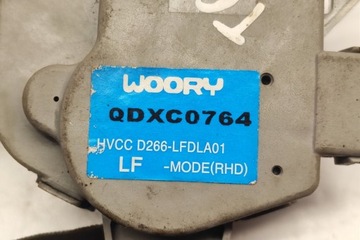 WOORY
QDXC0764
HVCC D266-LFDLA01
LF -MODE(RHD)